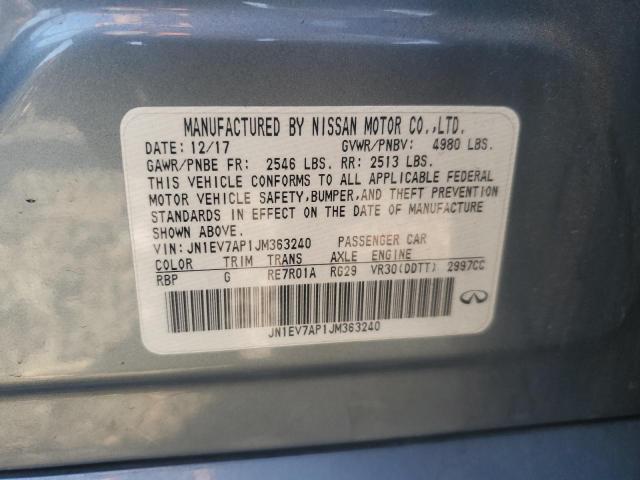 MANUFACTURED BY NISSAN MOTOR CO.,LTD.
DATE: 12/17 GVWR/PNBV: 4980 LBS.
GAWR/PNBE FR: 2546 LBS. RR: 2513 LBS.
THIS VEHICLE CONFORMS TO ALL APPLICABLE FEDERAL
MOTOR VEHICLE SAFETY, BUMPER, AND THEFT PREVENTION
STANDARDS IN EFFECT ON THE DATE OF MANUFACTURE
SHOWN ABOVE.
VIN: JN1EV7AP1JM363240 PASSENGER CAR
COLOR TRIM TRANS AXLE ENGINE
RBP G RE7R01A RG29 VR30(DDTT) 2997CC
JN1EV7AP1JM363240